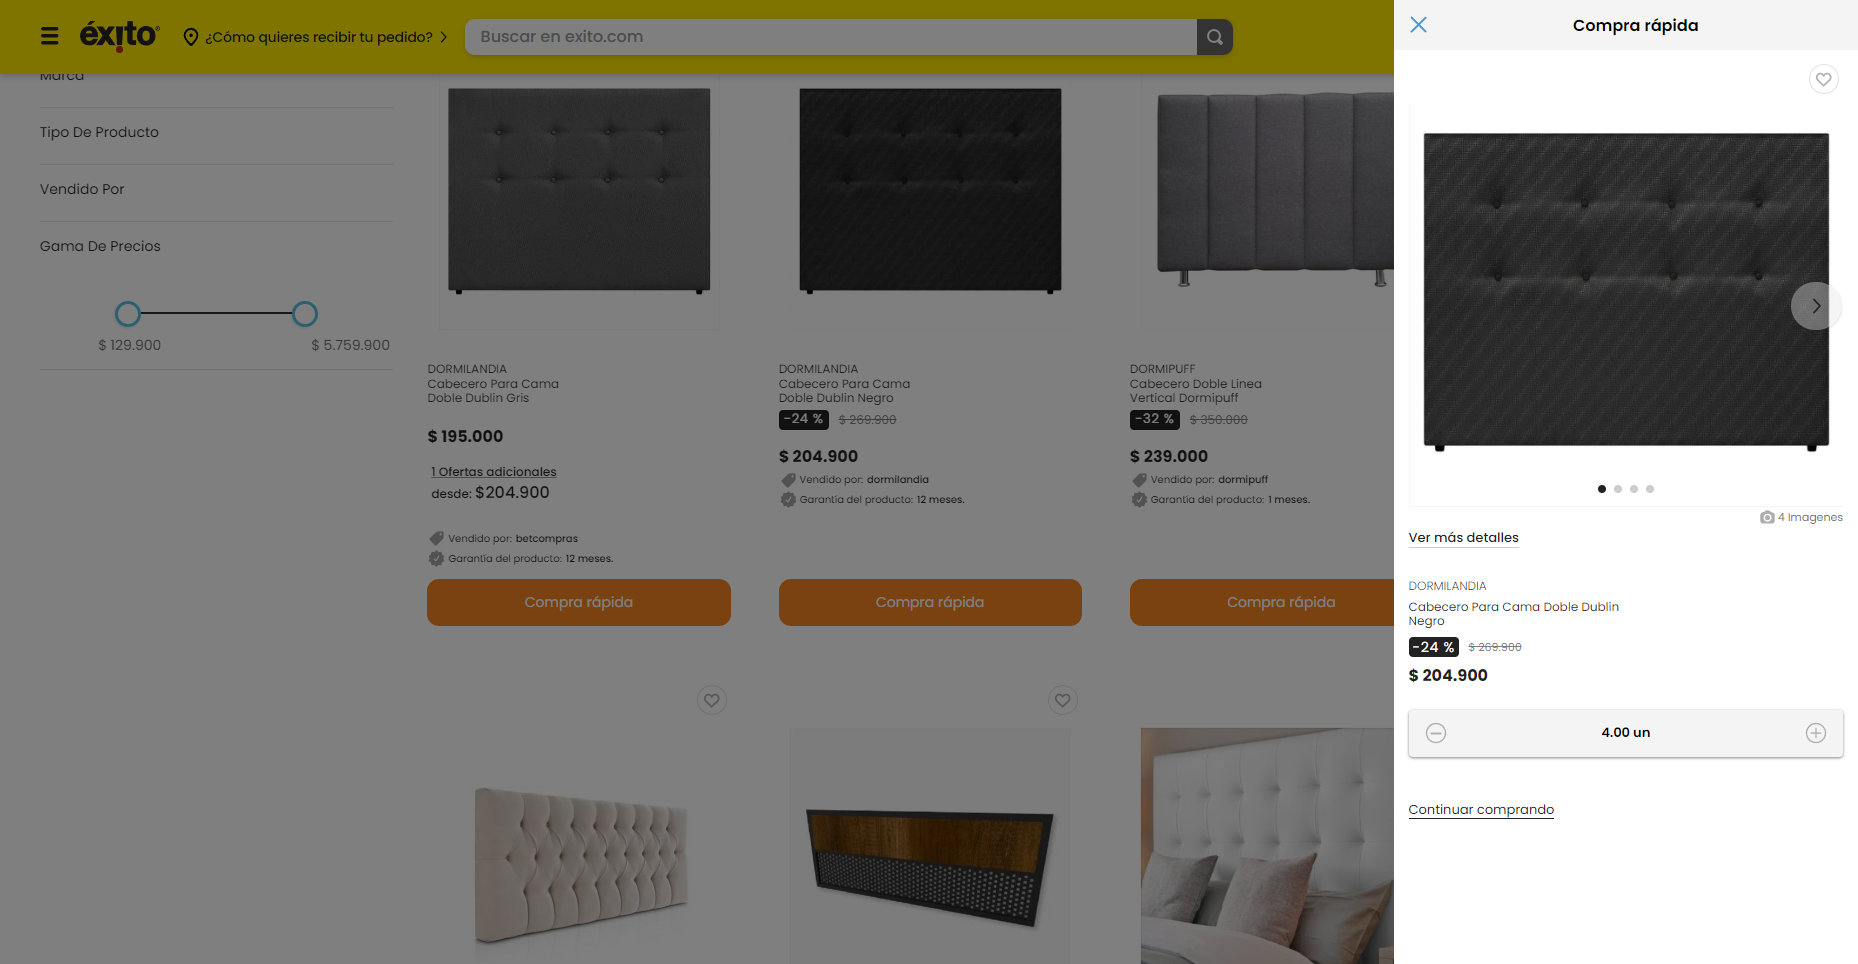 éxito
¿Cómo quieres recibir tu pedido?
Buscar en exito.com
Marca
Tipo De Producto
Vendido Por
Gama De Precios
$ 129.900
$ 5.759.900
DORMILANDIA
Cabecero Para Cama
Doble Dublin Gris
$ 195.000
1 Ofertas adicionales
desde: $204.900
Vendido por: betcompras
Garantía del producto: 12 meses.
Compra rápida
DORMILANDIA
Cabecero Para Cama
Doble Dublin Negro
-24 % $ 269.900
$ 204.900
Vendido por: dormilandia
Garantía del producto: 12 meses.
Compra rápida
DORMIPUFF
Cabecero Doble Linea
Vertical Dormipuff
-32 % $ 350.000
$ 239.000
Vendido por: dormipuff
Garantía del producto: 1 meses.
Compra rápida
Compra rápida
4 Imagenes
Ver más detalles
DORMILANDIA
Cabecero Para Cama Doble Dublin
Negro
-24 % $ 269.900
$ 204.900
4.00 un
Continuar comprando